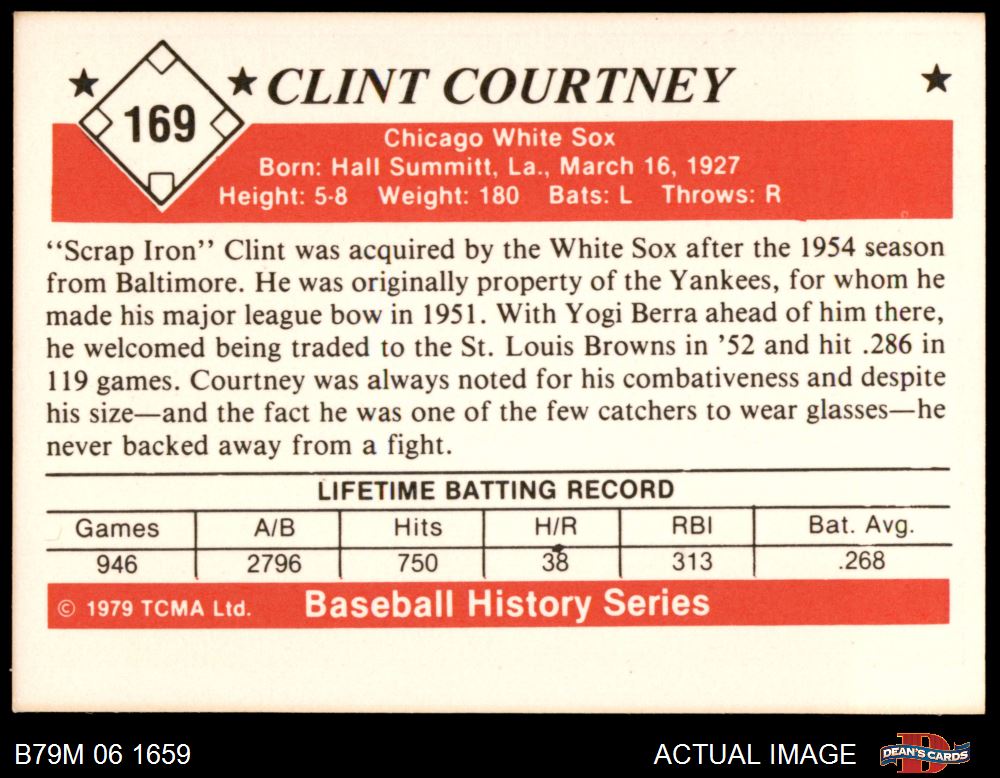 169
CLINT COURTNEY
Chicago White Sox
Born: Hall Summitt, La., March 16, 1927
Height: 5-8 Weight: 180 Bats: L Throws: R
“Scrap Iron” Clint was acquired by the White Sox after the 1954 season
from Baltimore. He was originally property of the Yankees, for whom he
made his major league bow in 1951. With Yogi Berra ahead of him there,
he welcomed being traded to the St. Louis Browns in ’52 and hit .286 in
119 games. Courtney was always noted for his combativeness and despite
his size—and the fact he was one of the few catchers to wear glasses—he
never backed away from a fight.
LIFETIME BATTING RECORD
Games A/B Hits H/R RBI Bat. Avg.
946 2796 750 38 313 .268
© 1979 TCMA Ltd. Baseball History Series
B79M 06 1659 ACTUAL IMAGE D DEAN'S CARDS